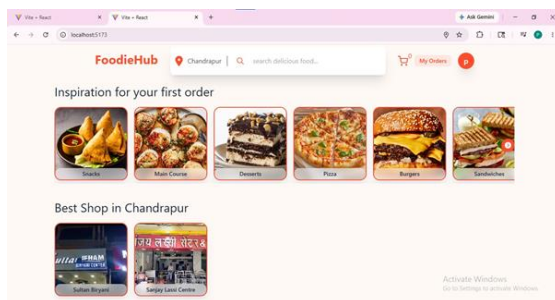 Vite + React
Vite + React
Ask Gemini
localhost:5173
FoodieHub
Chandrapur
search delicious food...
0
My Orders
P
Inspiration for your first order
Snacks
Main Course
Desserts
Pizza
Burgers
Sandwiches
Best Shop in Chandrapur
Sultan Biryani
Sanjay Lassi Centre
Activate Windows
Go to Settings to activate Windows.